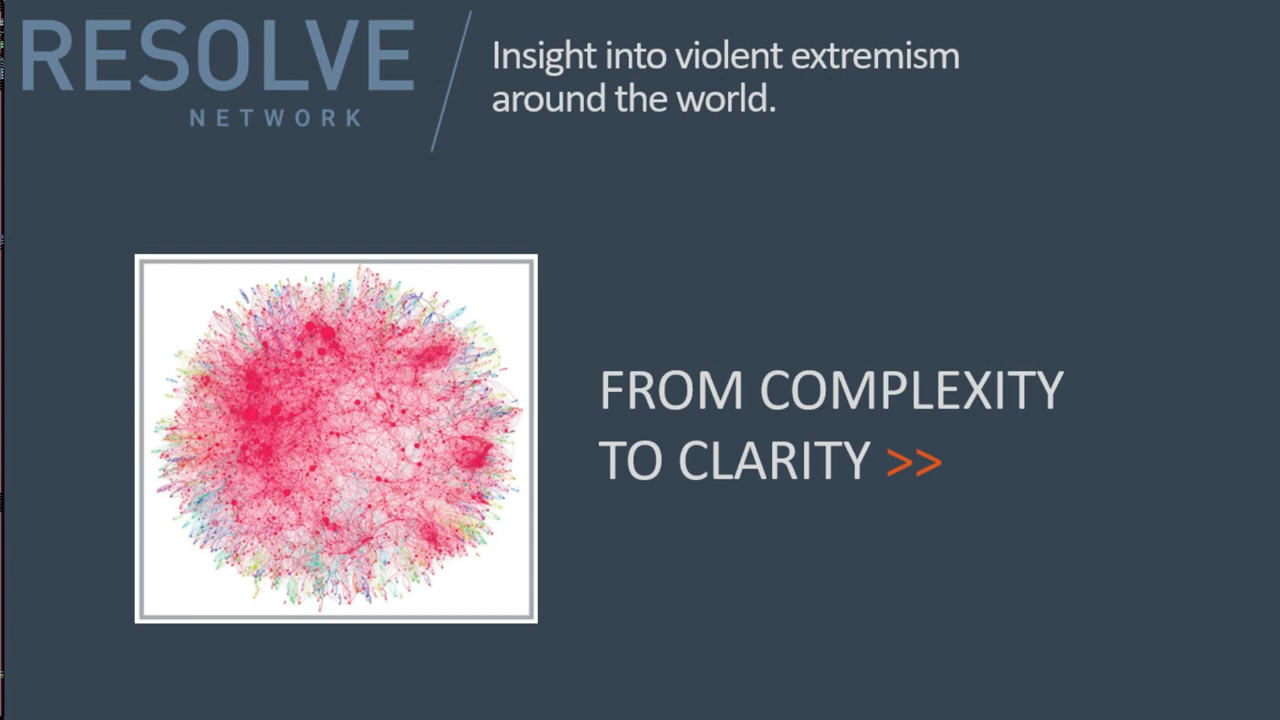 RESOLVE
NETWORK
Insight into violent extremism
around the world.
FROM COMPLEXITY
TO CLARITY >>